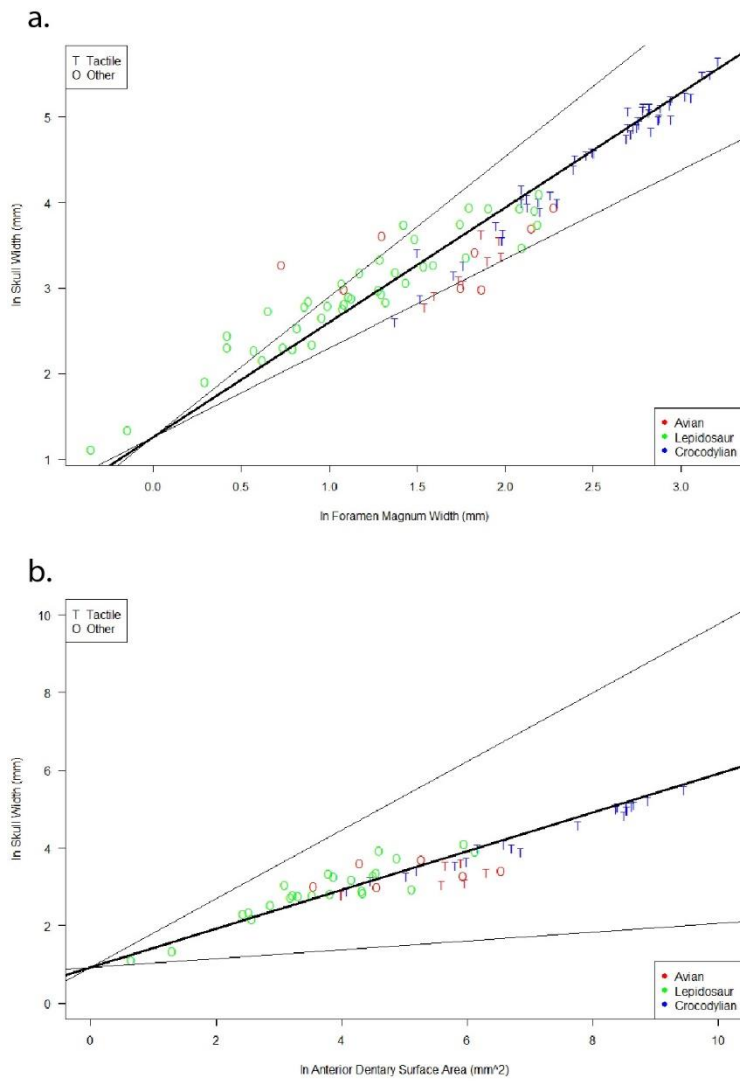 a.
T Tactile
O Other
5
4
3
2
1
ln Skull Width (mm)
Avian
Lepidosaur
Crocodylian
0.0 0.5 1.0 1.5 2.0 2.5 3.0
ln Foramen Magnum Width (mm)
b.
T Tactile
O Other
10
8
6
4
2
0
ln Skull Width (mm)
Avian
Lepidosaur
Crocodylian
0 2 4 6 8 10
ln Anterior Dentary Surface Area (mm^2)